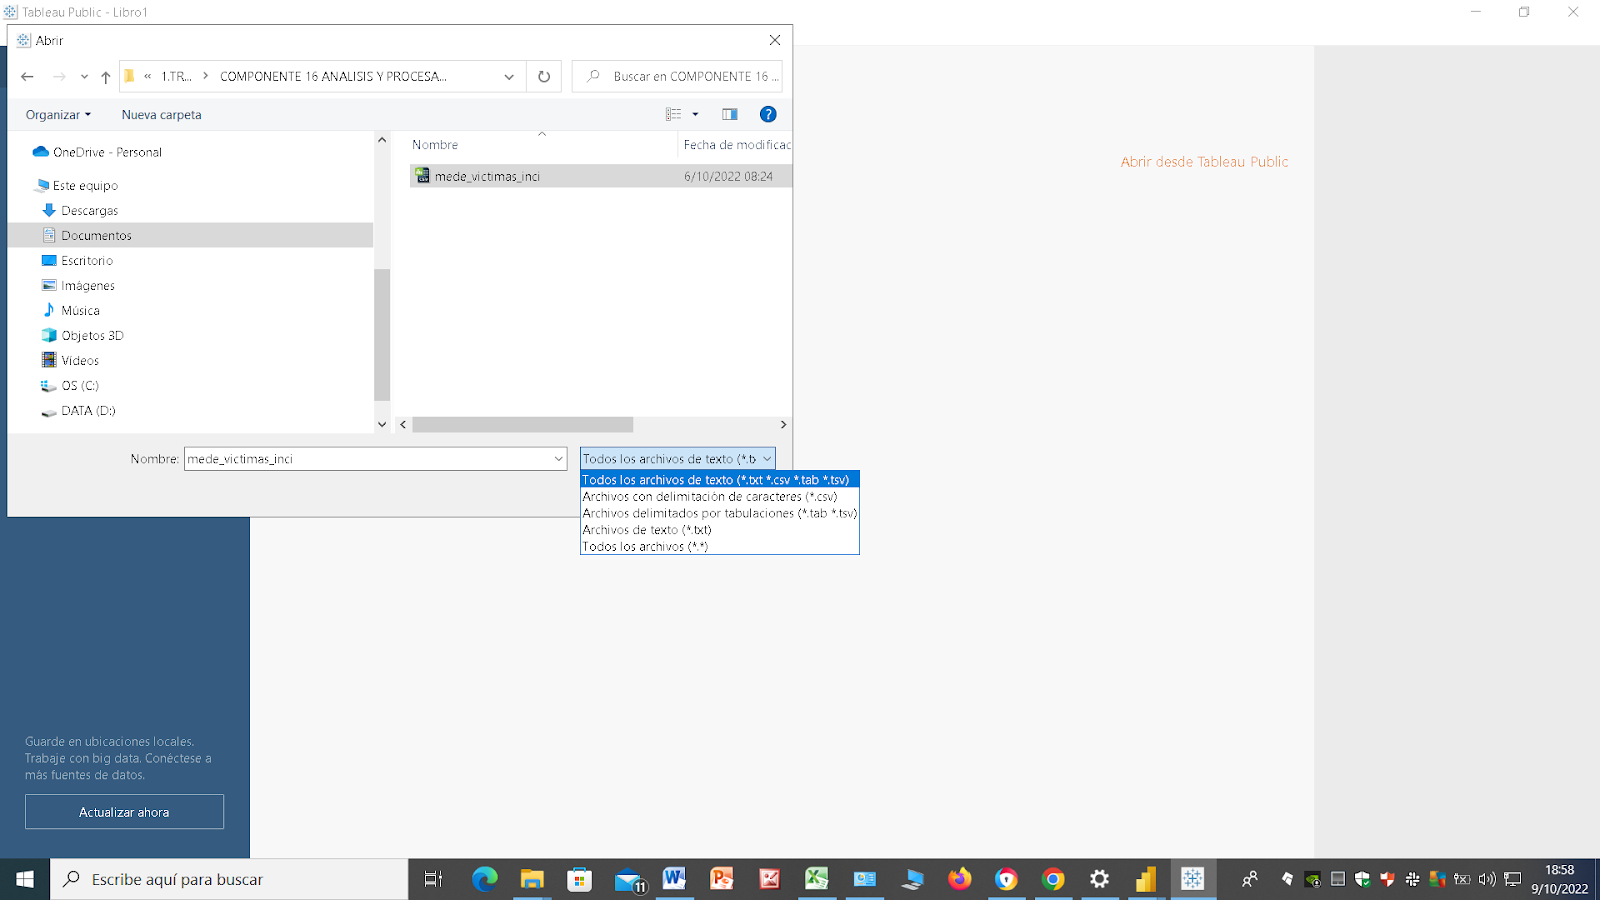 Tableau Public - Libro1
Abrir
« 1.TR... > COMPONENTE 16 ANALISIS Y PROCESA...
Buscar en COMPONENTE 16 ...
Organizar
Nueva carpeta
OneDrive - Personal
Este equipo
Descargas
Documentos
Escritorio
Imágenes
Música
Objetos 3D
Vídeos
OS (C:)
DATA (D:)
Nombre
Fecha de modificac
mede_victimas_inci
6/10/2022 08:24
Nombre:
mede_victimas_inci
Todos los archivos de texto (*.b
Todos los archivos de texto (*.txt *.csv *.tab *.tsv)
Archivos con delimitación de caracteres (*.csv)
Archivos delimitados por tabulaciones (*.tab *.tsv)
Archivos de texto (*.txt)
Todos los archivos (*.*)
Abrir desde Tableau Public
Guarde en ubicaciones locales.
Trabaje con big data. Conéctese a
más fuentes de datos.
Actualizar ahora
Escribe aquí para buscar
11
18:58
9/10/2022